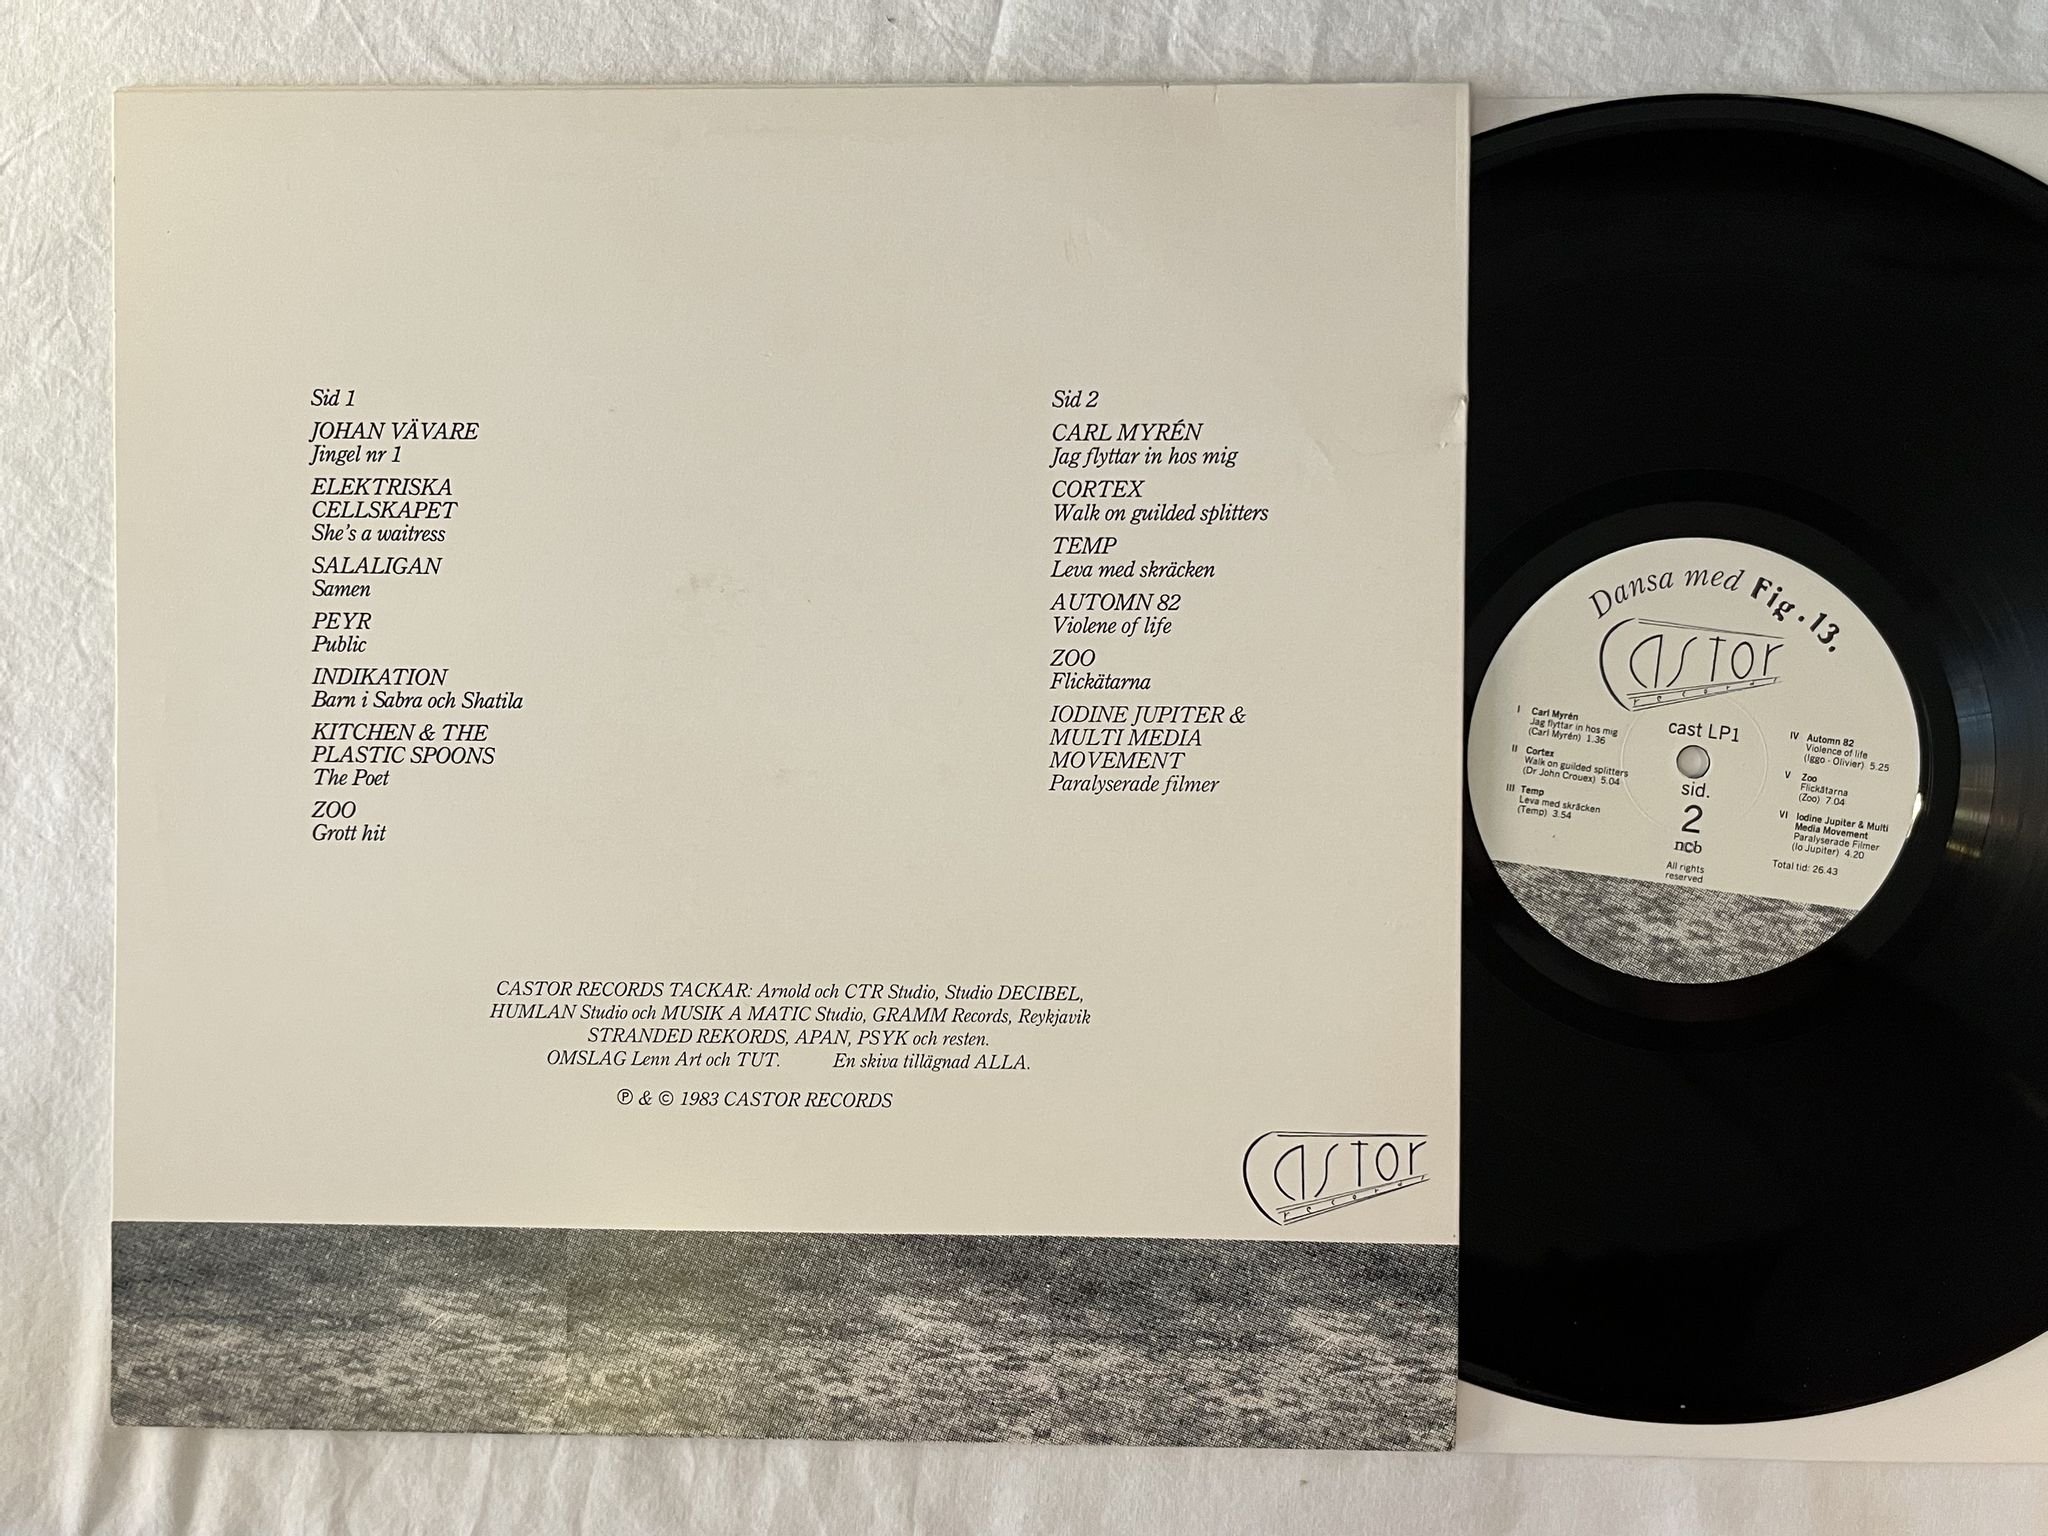 Sid 1
JOHAN VÄVARE
Jingel nr 1
ELEKTRISKA
CELLSKAPET
She's a waitress
SALALIGAN
Samen
PEYR
Public
INDIKATION
Barn i Sabra och Shatila
KITCHEN & THE
PLASTIC SPOONS
The Poet
ZOO
Grott hit
Sid 2
CARL MYRÉN
Jag flyttar in hos mig
CORTEX
Walk on guilded splitters
TEMP
Leva med skräcken
AUTOMN 82
Violene of life
ZOO
Flickätarna
IODINE JUPITER &
MULTI MEDIA
MOVEMENT
Paralyserade filmer
CASTOR RECORDS TACKAR: Arnold och CTR Studio, Studio DECIBEL,
HUMLAN Studio och MUSIK A MATIC Studio, GRAMM Records, Reykjavik
STRANDED REKORDS, APAN, PSYK och resten.
OMSLAG Lenn Art och TUT. En skiva tillägnad ALLA.
℗ & © 1983 CASTOR RECORDS
CASTOR
records
Dansa med Fig. 13.
CASTOR
records
cast LP1
sid.
2
ncb
All rights
reserved
I Carl Myrén
Jag flyttar in hos mig
(Carl Myrén) 1.36
II Cortex
Walk on guilded splitters
(Dr John Crouex) 5.04
III Temp
Leva med skräcken
(Temp) 3.54
IV Automn 82
Violence of life
(Iggo - Olivier) 5.25
V Zoo
Flickätarna
(Zoo) 7.04
VI Iodine Jupiter & Multi
Media Movement
Paralyserade Filmer
(Io Jupiter) 4.20
Total tid: 26.43